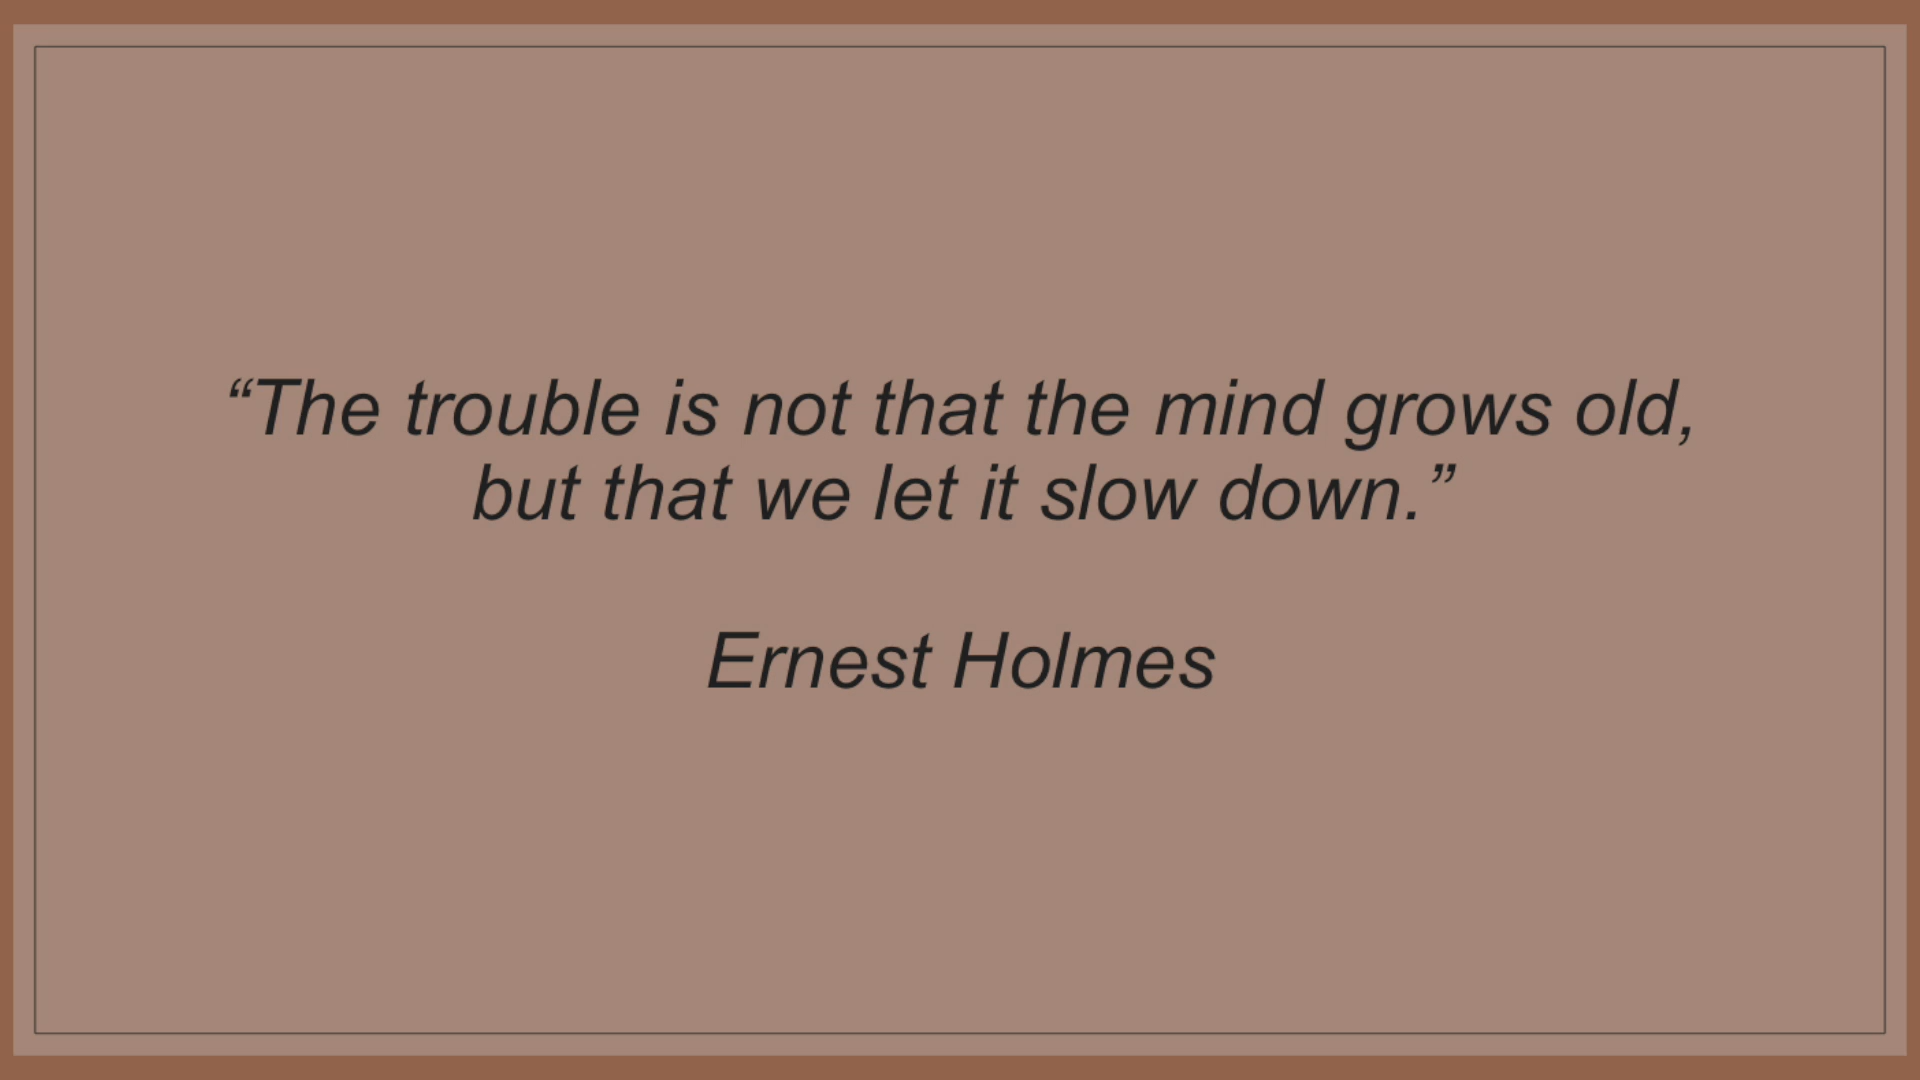 “The trouble is not that the mind grows old,
but that we let it slow down.”
Ernest Holmes